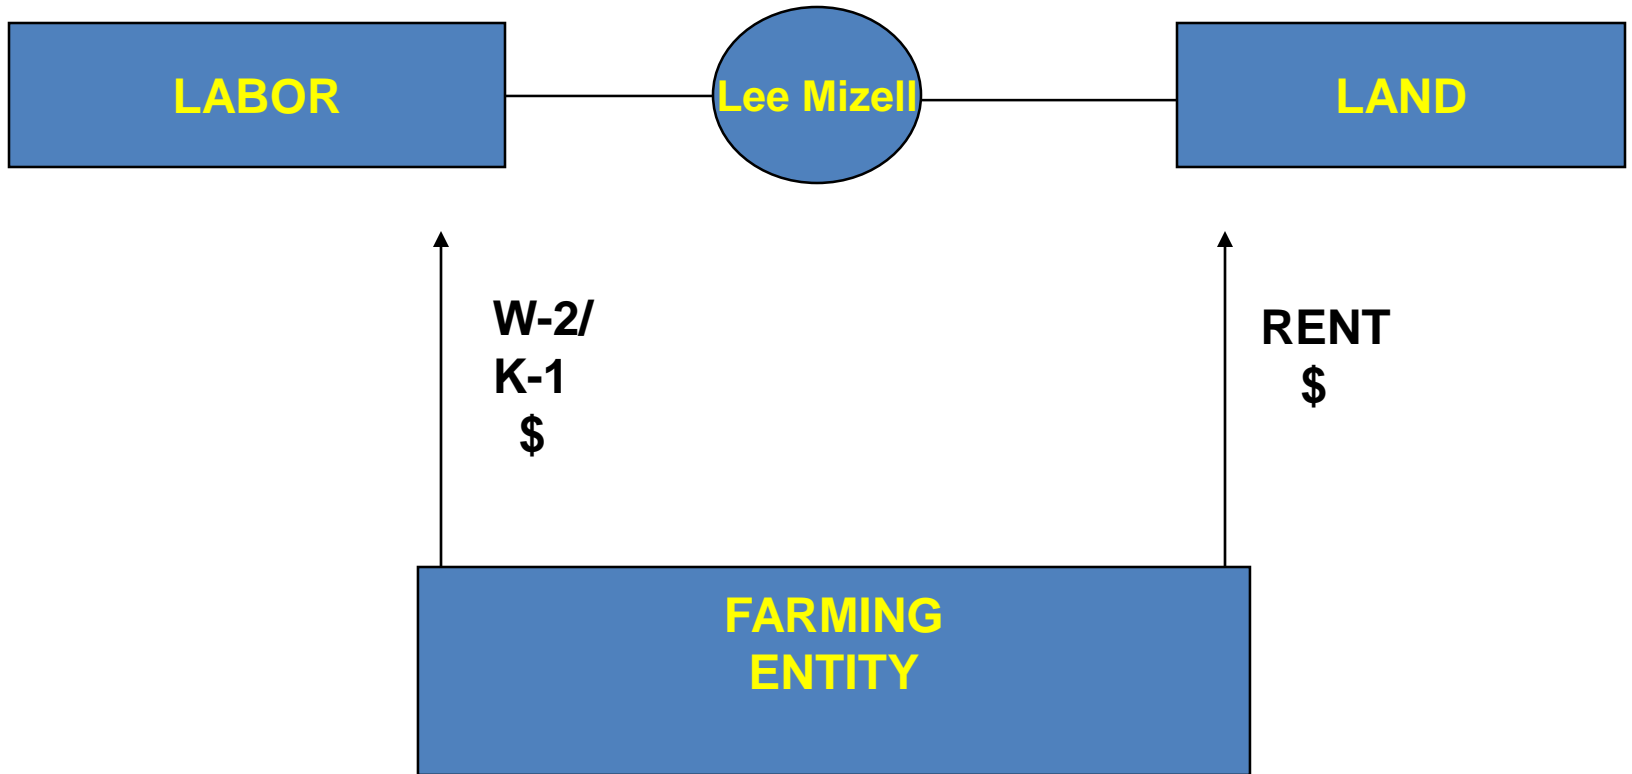 LABOR
Lee Mizell
LAND
W-2/
K-1
$
RENT
$
FARMING
ENTITY